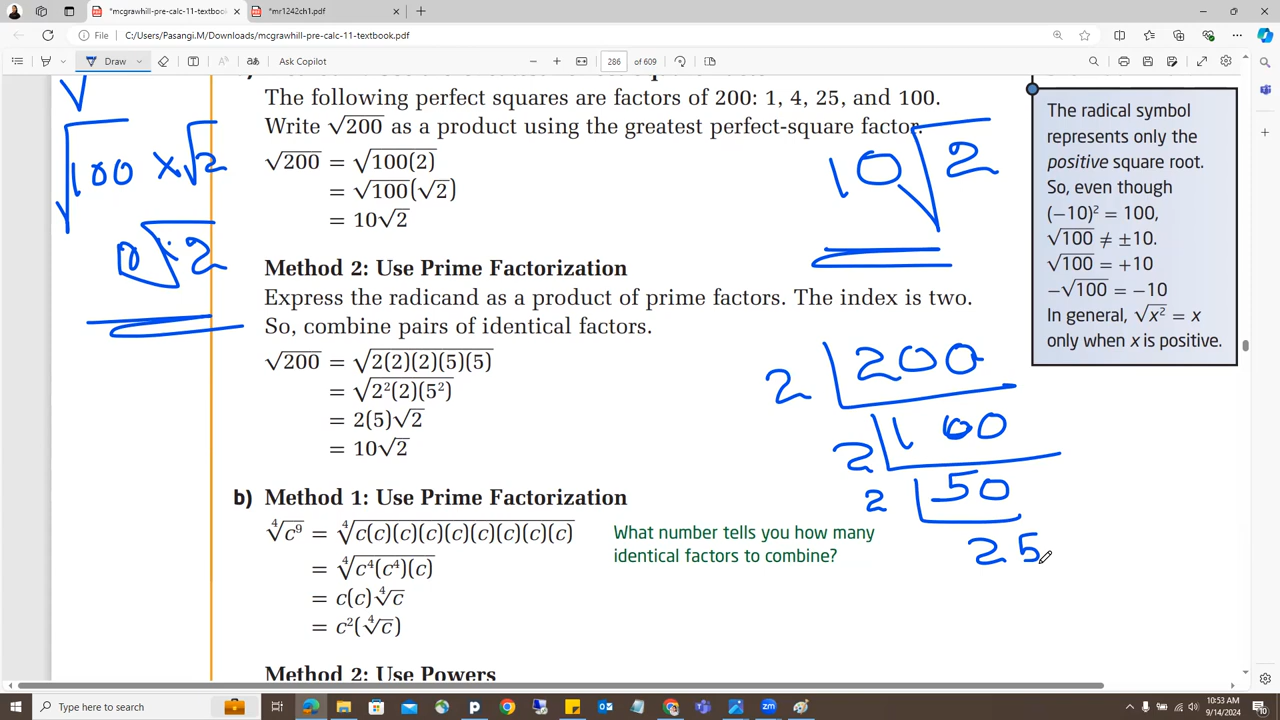 *mcgrawhill-pre-calc-11-textbook
*mr1242ch1.pdf
File
C:/Users/Pasangi.M/Downloads/mcgrawhill-pre-calc-11-textbook.pdf
Draw
Ask Copilot
286 of 609
The following perfect squares are factors of 200: 1, 4, 25, and 100.
Write √200 as a product using the greatest perfect-square factor.
√200 = √100(2)
= √100(√2)
= 10√2
√100 × √2
10√2
10√2
The radical symbol
represents only the
positive square root.
So, even though
(−10)² = 100,
√100 ≠ ±10.
√100 = +10
−√100 = −10
In general, √x² = x
only when x is positive.
Method 2: Use Prime Factorization
Express the radicand as a product of prime factors. The index is two.
So, combine pairs of identical factors.
√200 = √2(2)(2)(5)(5)
= √2²(2)(5²)
= 2(5)√2
= 10√2
2 200
2 100
2 50
25
b) Method 1: Use Prime Factorization
⁴√c⁹ = ⁴√c(c)(c)(c)(c)(c)(c)(c)(c)
= ⁴√c⁴(c⁴)(c)
= c(c)⁴√c
= c²(⁴√c)
What number tells you how many
identical factors to combine?
Method 2: Use Powers
Type here to search
10:53 AM
9/14/2024